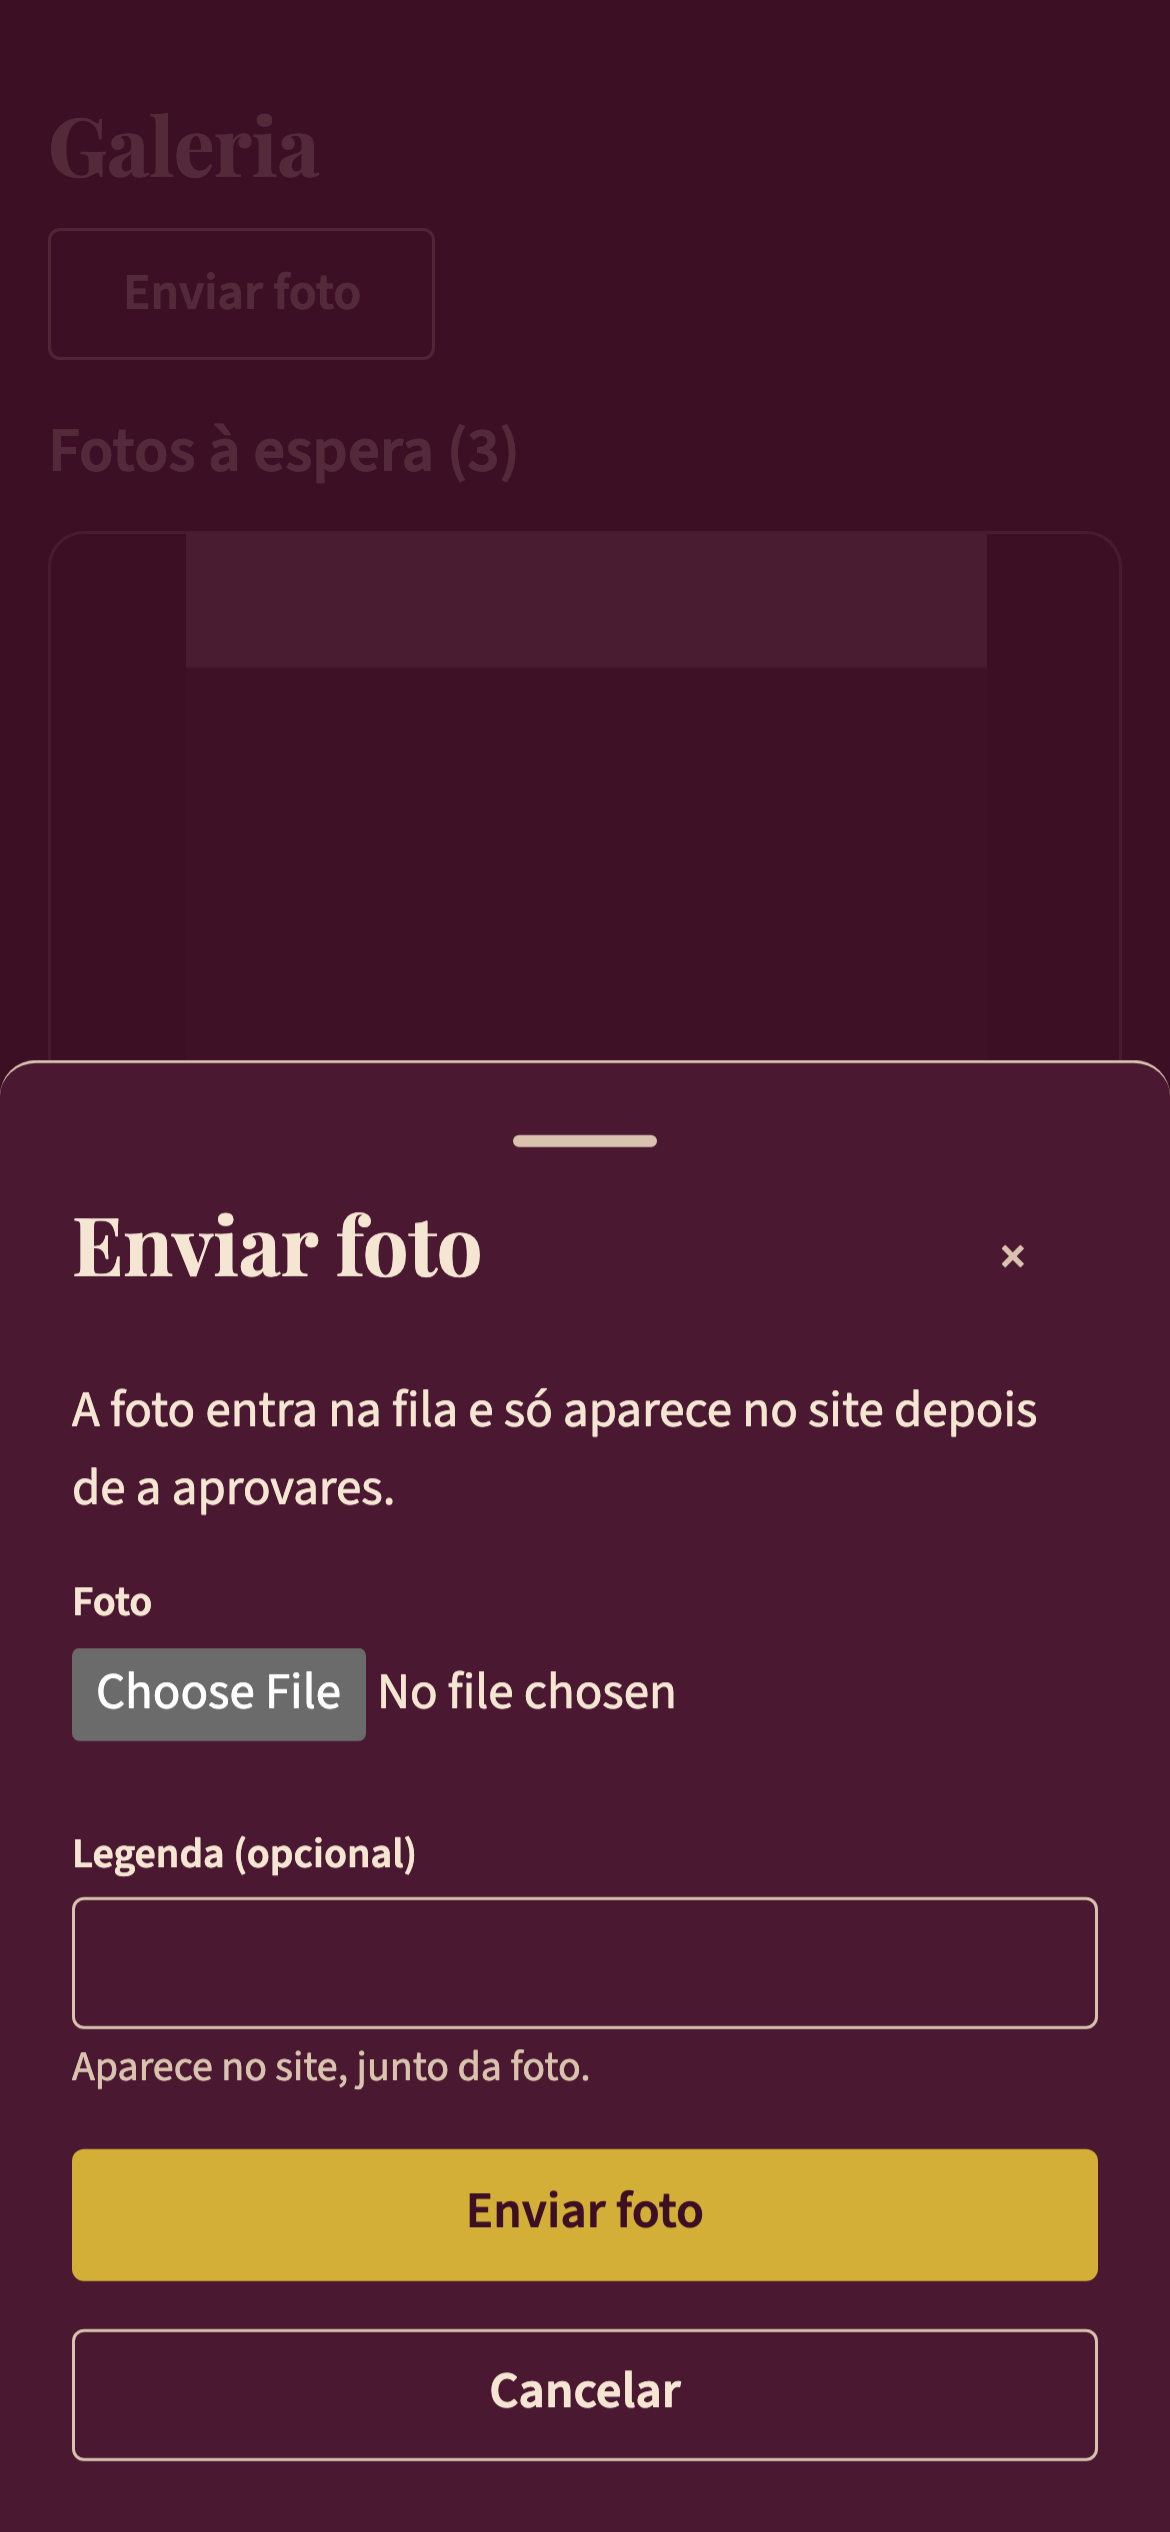 Galeria
Enviar foto
Fotos à espera (3)
Enviar foto
×
A foto entra na fila e só aparece no site depois
de a aprovares.
Foto
Choose File No file chosen
Legenda (opcional)
Aparece no site, junto da foto.
Enviar foto
Cancelar